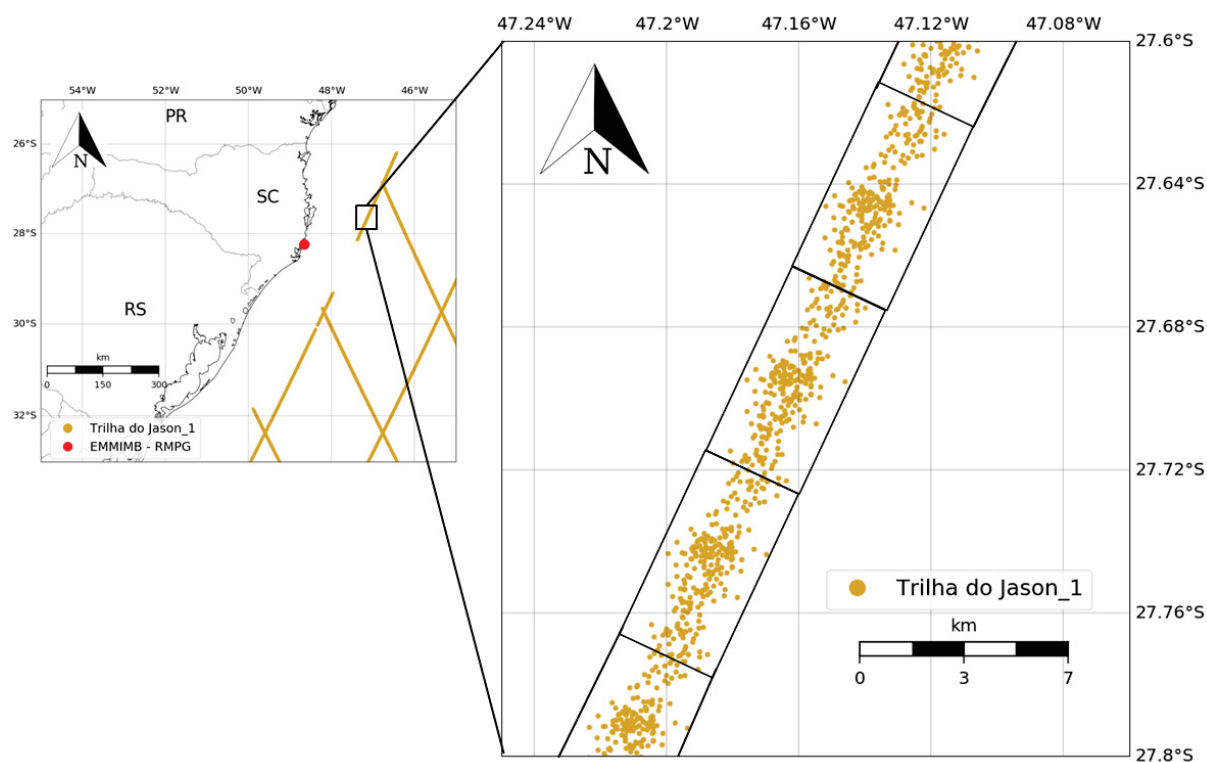 54°W 52°W 50°W 48°W 46°W
26°S
28°S
30°S
32°S
PR
SC
RS
N
km
0 150 300
Trilha do Jason_1
EMMIMB - RMPG
47.24°W 47.2°W 47.16°W 47.12°W 47.08°W
27.6°S
27.64°S
27.68°S
27.72°S
27.76°S
27.8°S
N
Trilha do Jason_1
km
0 3 7